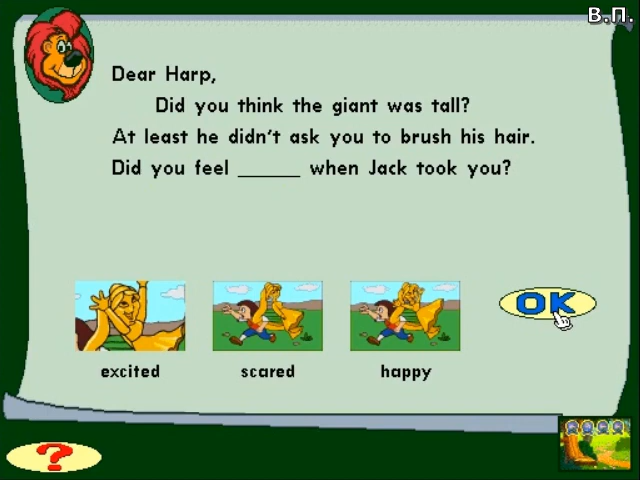 В.П.
Dear Harp,
Did you think the giant was tall?
At least he didn't ask you to brush his hair.
Did you feel _____ when Jack took you?
OK
excited scared happy
?